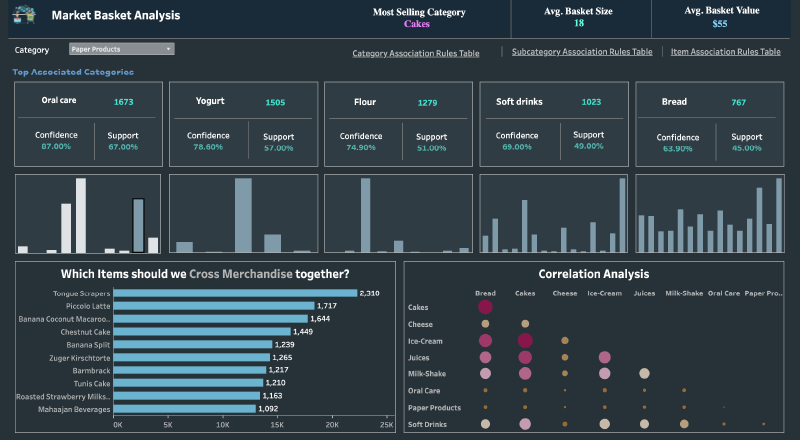 Market Basket Analysis
Most Selling Category
Cakes
Avg. Basket Size
18
Avg. Basket Value
$55
Category
Paper Products
Category Association Rules Table
Subcategory Association Rules Table
Item Association Rules Table
Top Associated Categories
Oral care 1673
Confidence Support
87.00% 67.00%
Yogurt 1505
Confidence Support
78.60% 57.00%
Flour 1279
Confidence Support
74.90% 51.00%
Soft drinks 1023
Confidence Support
69.00% 49.00%
Bread 767
Confidence Support
63.90% 45.00%
Which Items should we Cross Merchandise together?
Tongue Scrapers 2,310
Piccolo Latte 1,717
Banana Coconut Macaroo.. 1,644
Chestnut Cake 1,449
Banana Split 1,239
Zuger Kirschtorte 1,265
Barmbrack 1,217
Tunis Cake 1,210
Roasted Strawberry Milks.. 1,163
Mahaajan Beverages 1,092
0K 5K 10K 15K 20K 25K
Correlation Analysis
Bread Cakes Cheese Ice-Cream Juices Milk-Shake Oral Care Paper Pro...
Cakes
Cheese
Ice-Cream
Juices
Milk-Shake
Oral Care
Paper Products
Soft Drinks